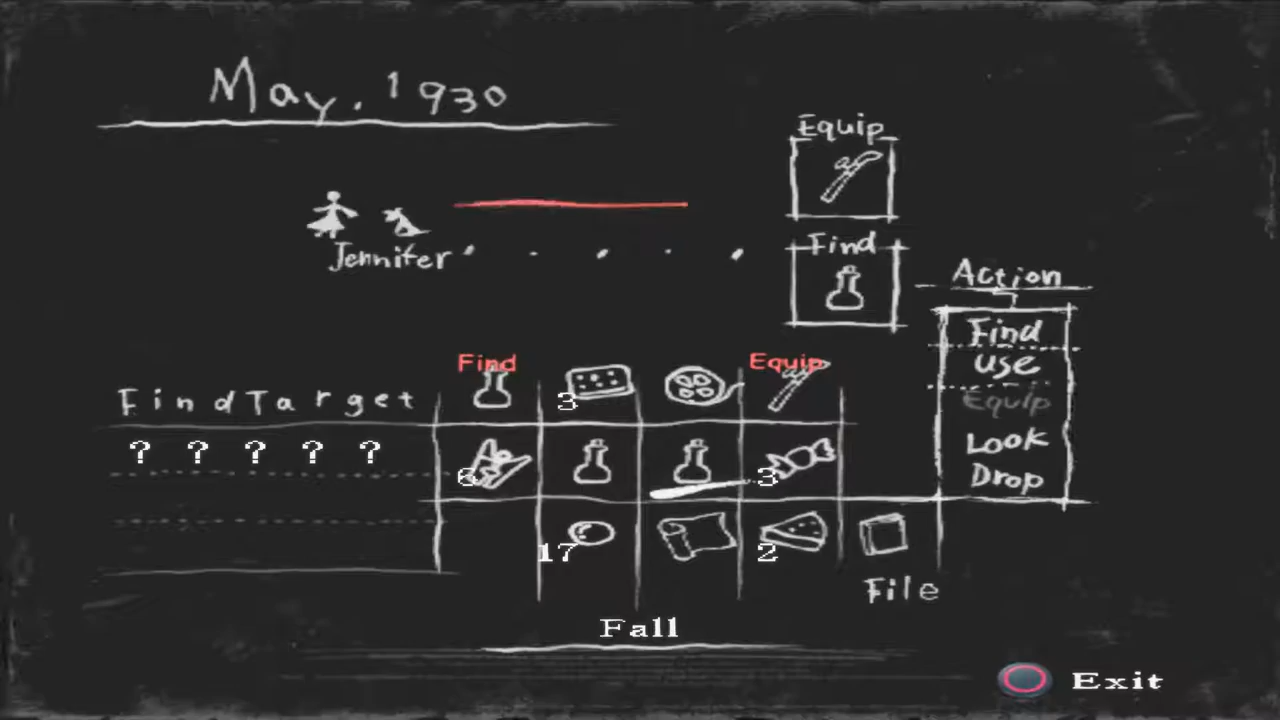 May. 1930
Equip
Jennifer
Find
Action
Find
Use
Equip
Look
Drop
Find
Equip
3
FindTarget
? ? ? ? ?
6
3
17
2
File
Fall
Exit